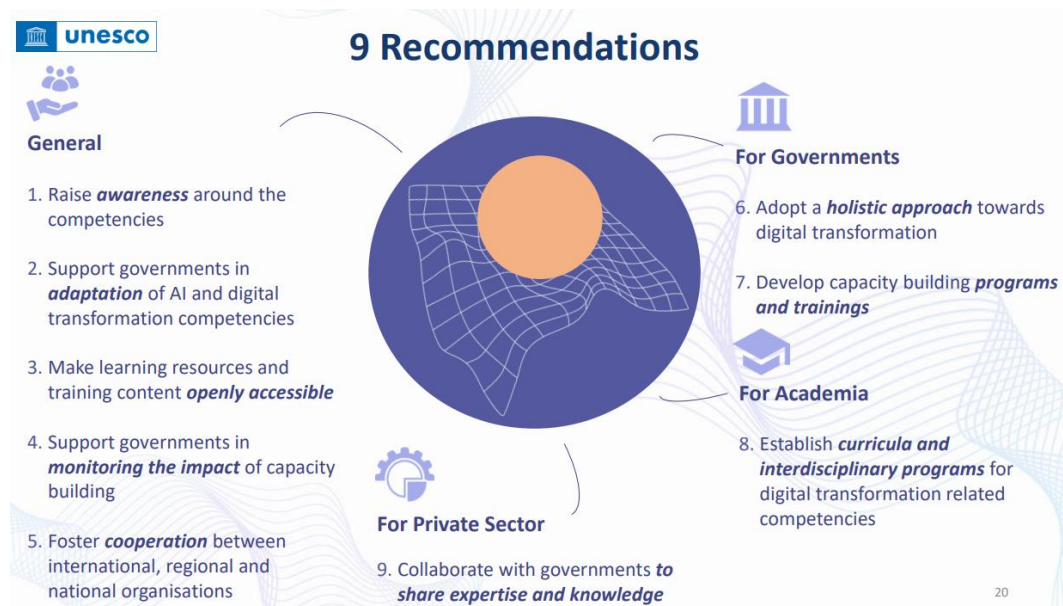 unesco
9 Recommendations
General
1. Raise awareness around the
competencies
2. Support governments in
adaptation of AI and digital
transformation competencies
3. Make learning resources and
training content openly accessible
4. Support governments in
monitoring the impact of capacity
building
5. Foster cooperation between
international, regional and
national organisations
For Private Sector
9. Collaborate with governments to
share expertise and knowledge
For Governments
6. Adopt a holistic approach towards
digital transformation
7. Develop capacity building programs
and trainings
For Academia
8. Establish curricula and
interdisciplinary programs for
digital transformation related
competencies
20